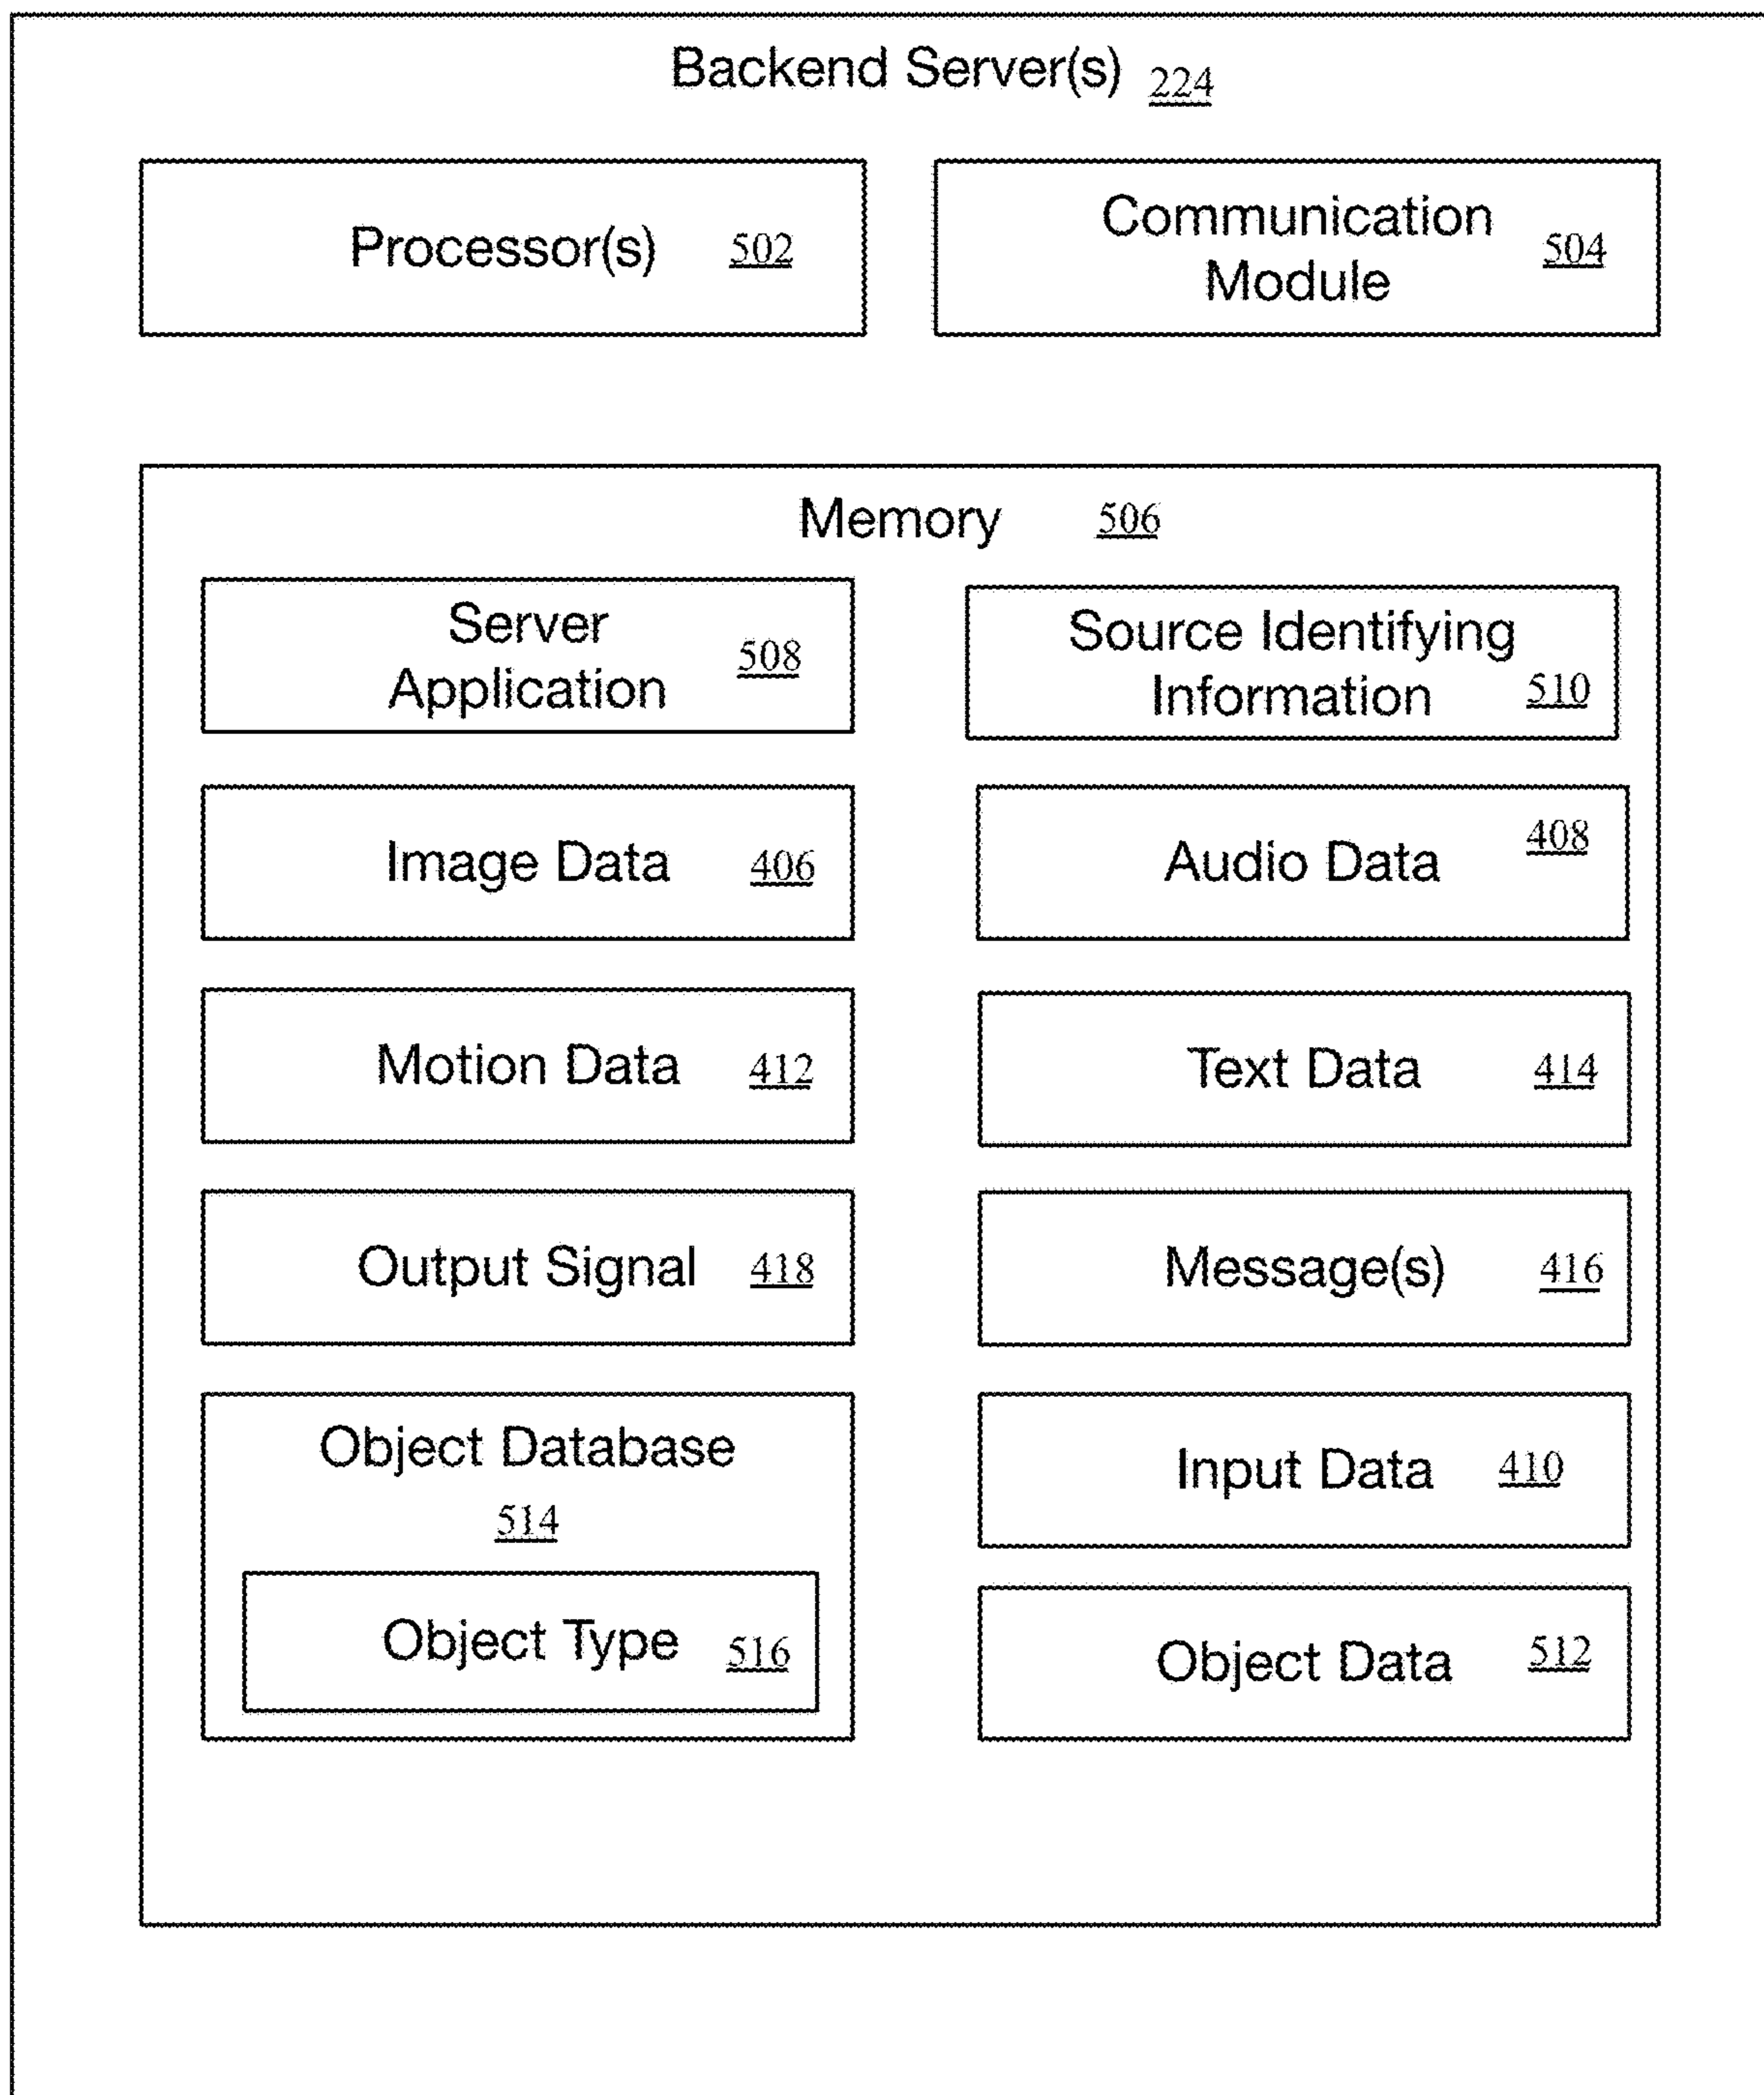 Backend Server(s) 224
Processor(s) 502
Communication
Module 504
Memory 506
Server
Application 508
Source Identifying
Information 510
Image Data 406
Audio Data 408
Motion Data 412
Text Data 414
Output Signal 418
Message(s) 416
Object Database
514
Object Type 516
Input Data 410
Object Data 512